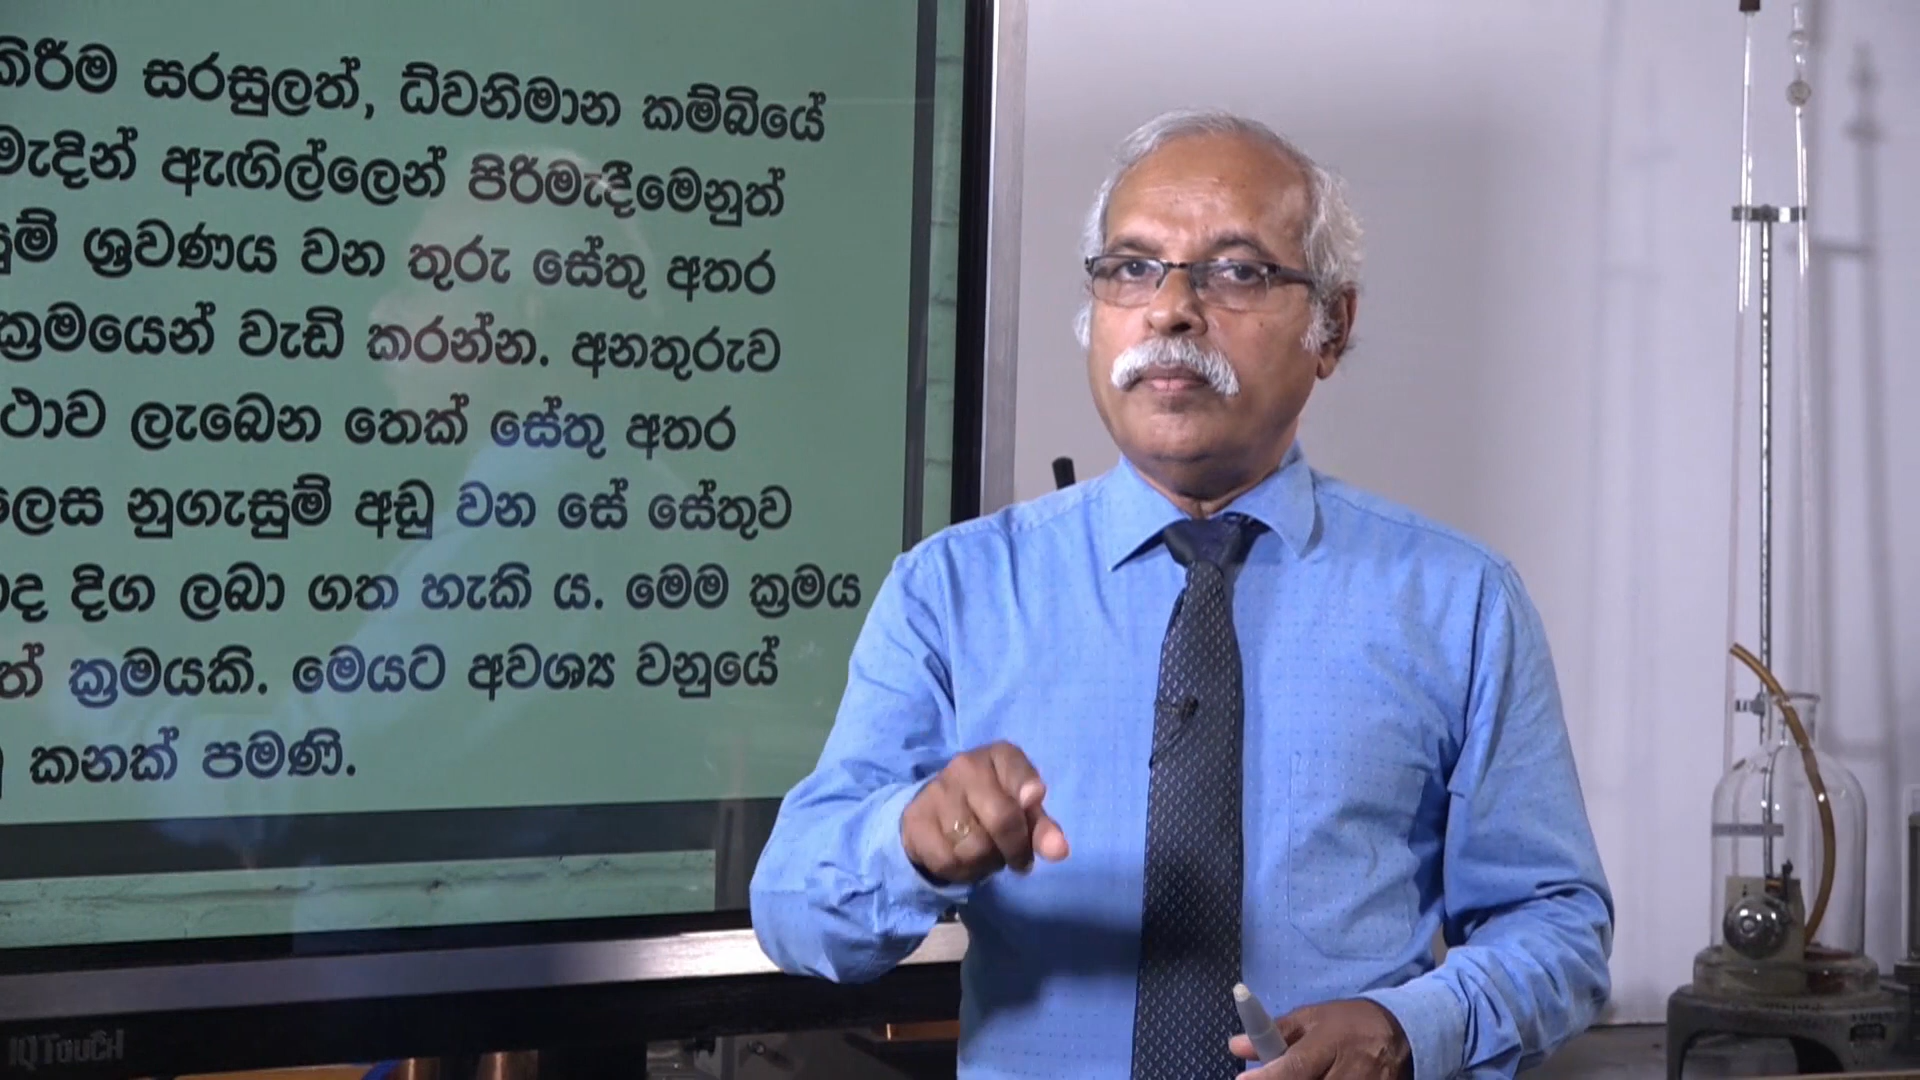 සරසුලත්, ධ්වනිමාන කම්බියේ
මැදින් ඇඟිල්ලෙන් පිරිමැදීමෙනුත්
ශ්‍රවණය වන තුරු සේතු අතර
ක්‍රමයෙන් වැඩි කරන්න. අනතුරුව
ලැබෙන තෙක් සේතු අතර
නුගැසුම් අඩු වන සේ සේතුව
දිග ලබා ගත හැකි ය. මෙම ක්‍රමය
ක්‍රමයකි. මෙයට අවශ්‍ය වනුයේ
කනක් පමණි.
IQTouch